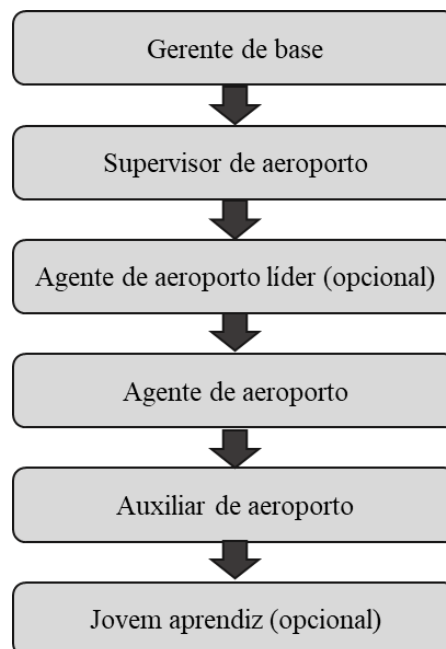 Gerente de base
Supervisor de aeroporto
Agente de aeroporto líder (opcional)
Agente de aeroporto
Auxiliar de aeroporto
Jovem aprendiz (opcional)